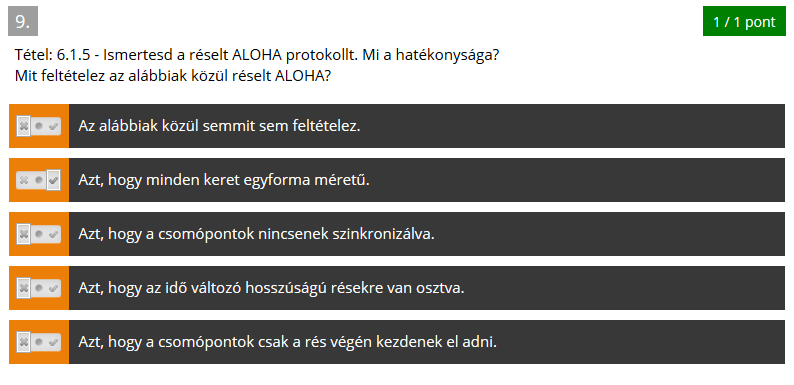 9.
1 / 1 pont
Tétel: 6.1.5 - Ismertesd a réselt ALOHA protokollt. Mi a hatékonysága?
Mit feltételez az alábbiak közül réselt ALOHA?
Az alábbiak közül semmit sem feltételez.
Azt, hogy minden keret egyforma méretű.
Azt, hogy a csomópontok nincsenek szinkronizálva.
Azt, hogy az idő változó hosszúságú résekre van osztva.
Azt, hogy a csomópontok csak a rés végén kezdenek el adni.